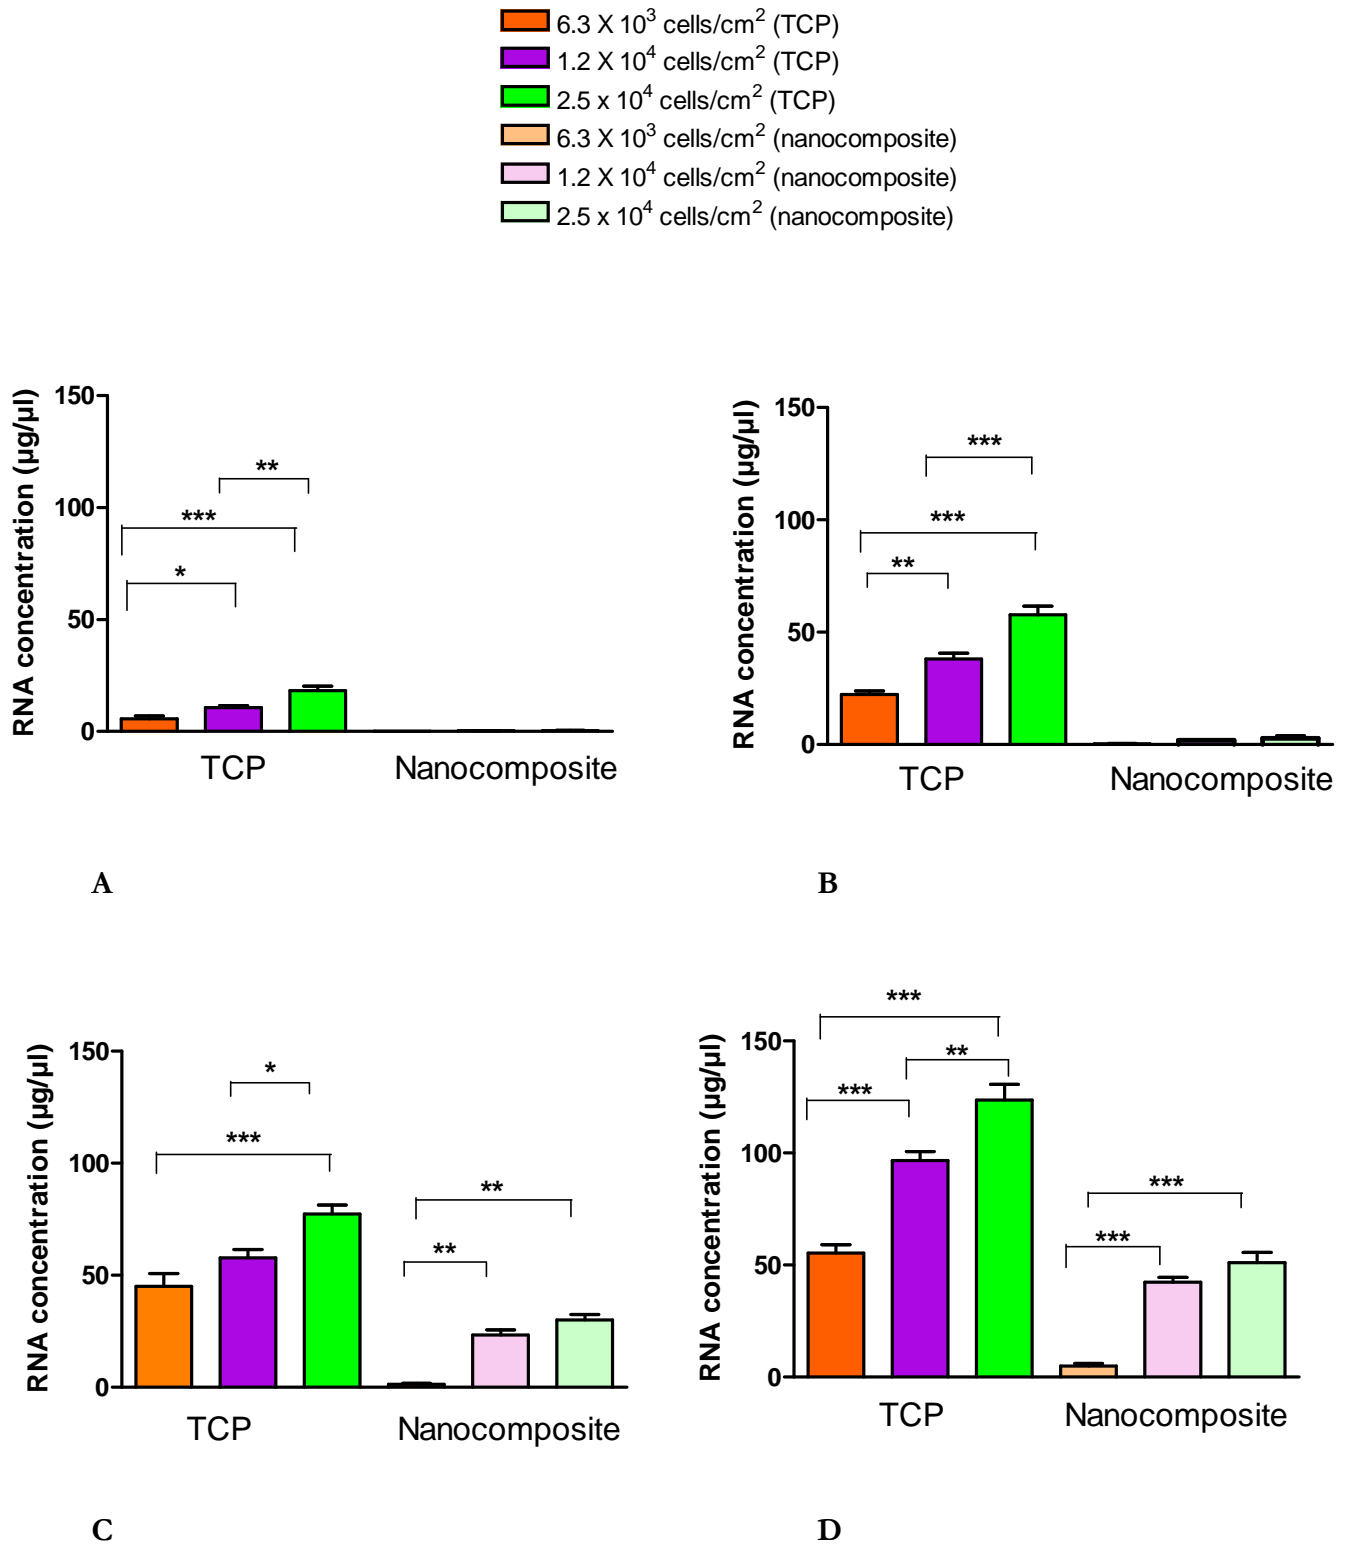 6.3 X 10³ cells/cm² (TCP)
1.2 X 10⁴ cells/cm² (TCP)
2.5 x 10⁴ cells/cm² (TCP)
6.3 X 10³ cells/cm² (nanocomposite)
1.2 X 10⁴ cells/cm² (nanocomposite)
2.5 x 10⁴ cells/cm² (nanocomposite)
RNA concentration (µg/µl)
150
100
50
0
**
***
*
TCP Nanocomposite
A
RNA concentration (µg/µl)
150
100
50
0
***
***
**
TCP Nanocomposite
B
RNA concentration (µg/µl)
150
100
50
0
*
***
**
**
TCP Nanocomposite
C
RNA concentration (µg/µl)
150
100
50
0
***
**
***
***
***
TCP Nanocomposite
D